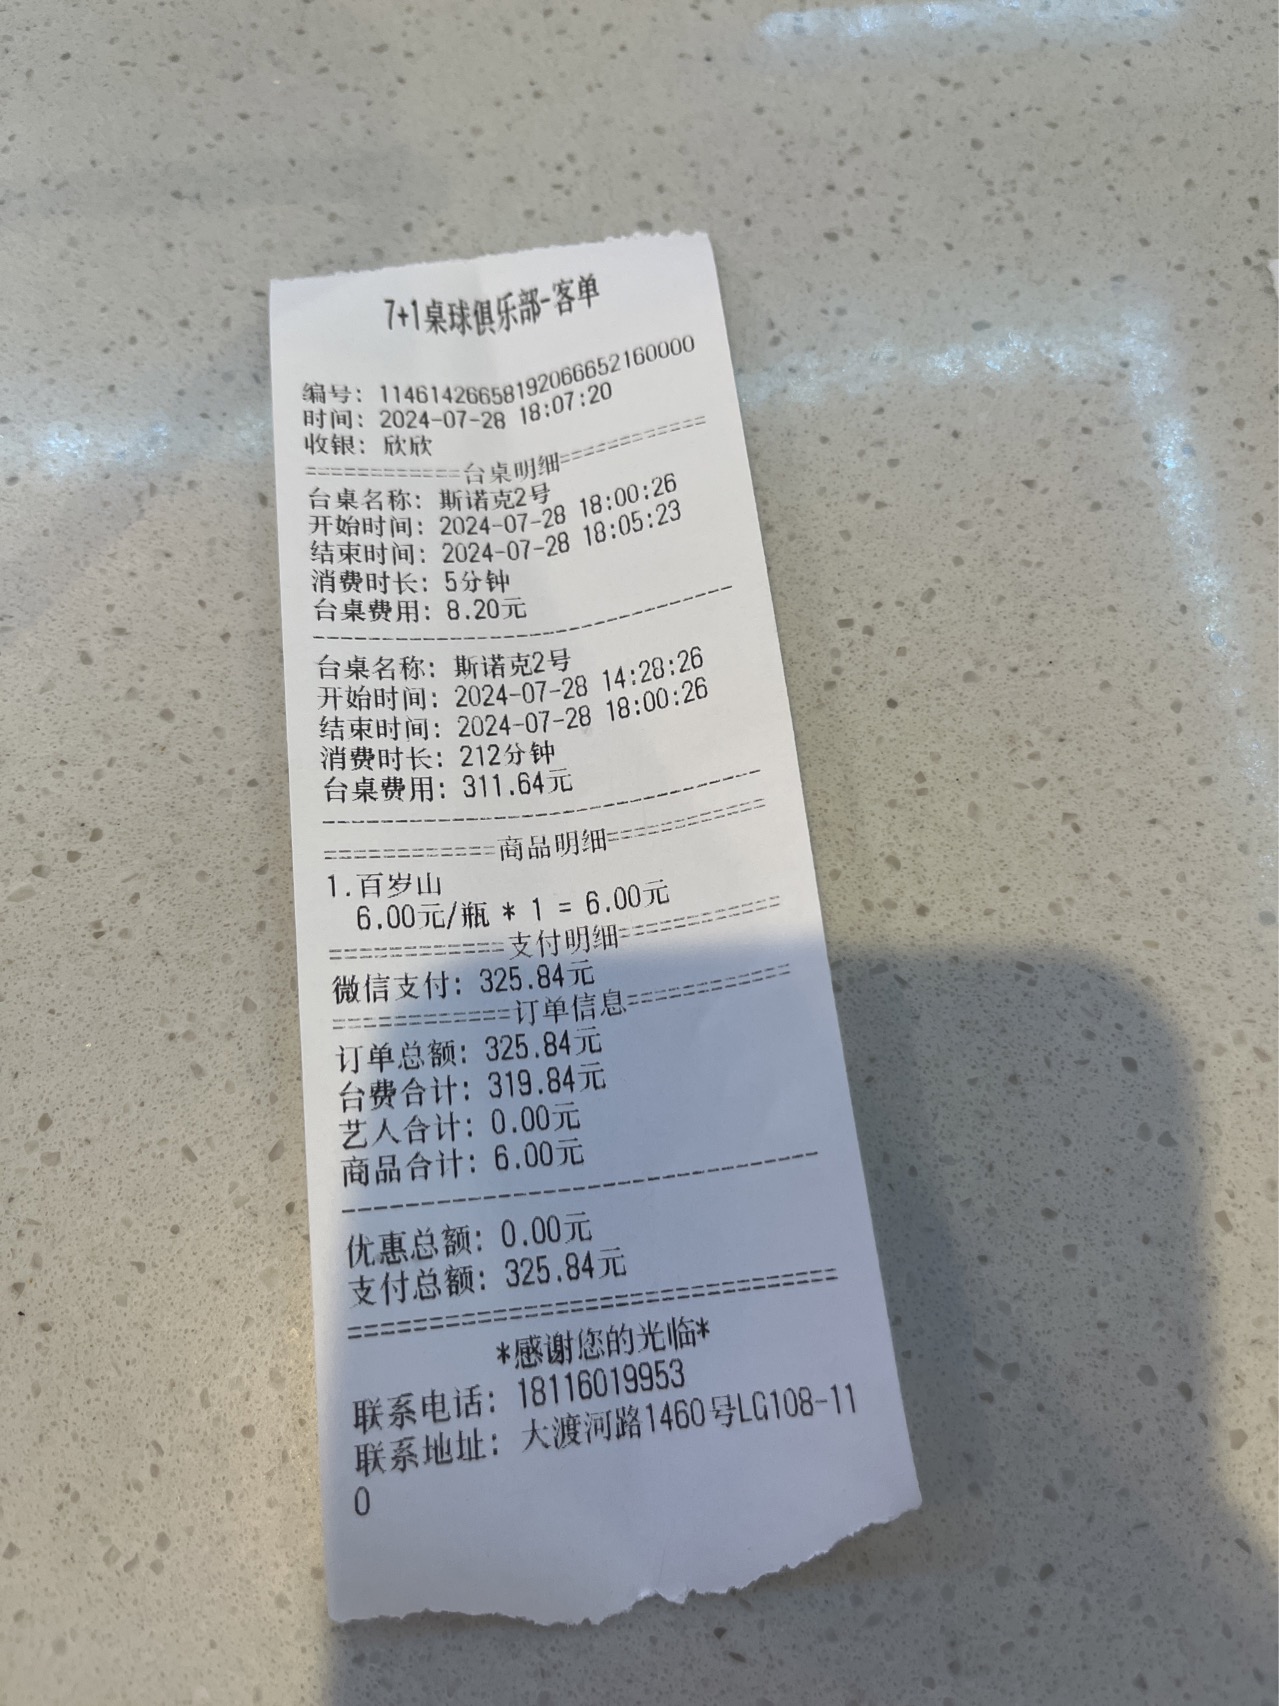 7+1桌球俱乐部-客单
编号：11461426658192066652160000
时间：2024-07-28 18:07:20
收银：欣欣
============台桌明细============
台桌名称：斯诺克2号
开始时间：2024-07-28 18:00:26
结束时间：2024-07-28 18:05:23
消费时长：5分钟
台桌费用：8.20元
--------------------------------
台桌名称：斯诺克2号
开始时间：2024-07-28 14:28:26
结束时间：2024-07-28 18:00:26
消费时长：212分钟
台桌费用：311.64元
--------------------------------
============商品明细============
1.百岁山
6.00元/瓶 * 1 = 6.00元
============支付明细============
微信支付：325.84元
============订单信息============
订单总额：325.84元
台费合计：319.84元
艺人合计：0.00元
商品合计：6.00元
--------------------------------
优惠总额：0.00元
支付总额：325.84元
================================
*感谢您的光临*
联系电话：18116019953
联系地址：大渡河路1460号LG108-11
0